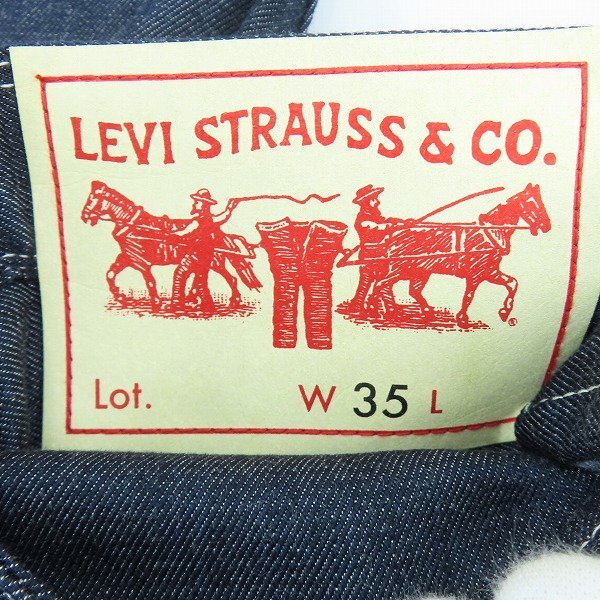 LEVI STRAUSS & CO.
®
Lot. W 35 L